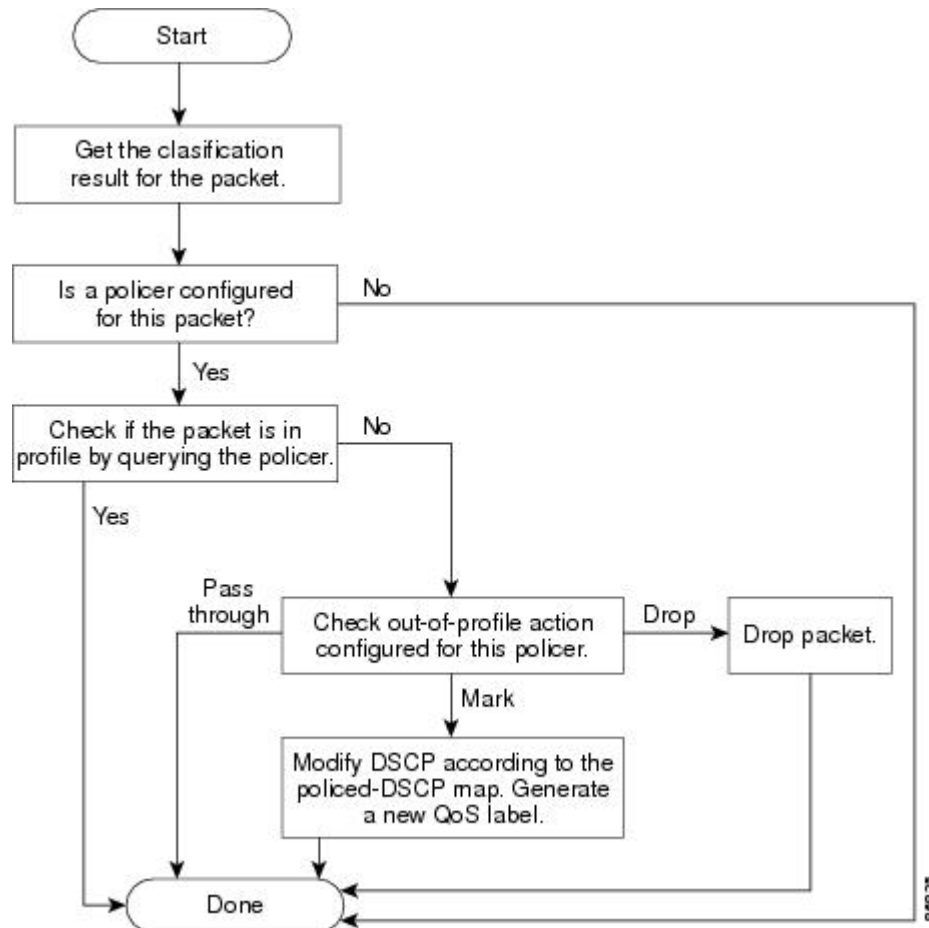 Start
Get the clasification
result for the packet.
Is a policer configured
for this packet?
No
Yes
Check if the packet is in
profile by querying the policer.
No
Yes
Pass
through
Check out-of-profile action
configured for this policer.
Drop
Drop packet.
Mark
Modify DSCP according to the
policed-DSCP map. Generate
a new QoS label.
Done